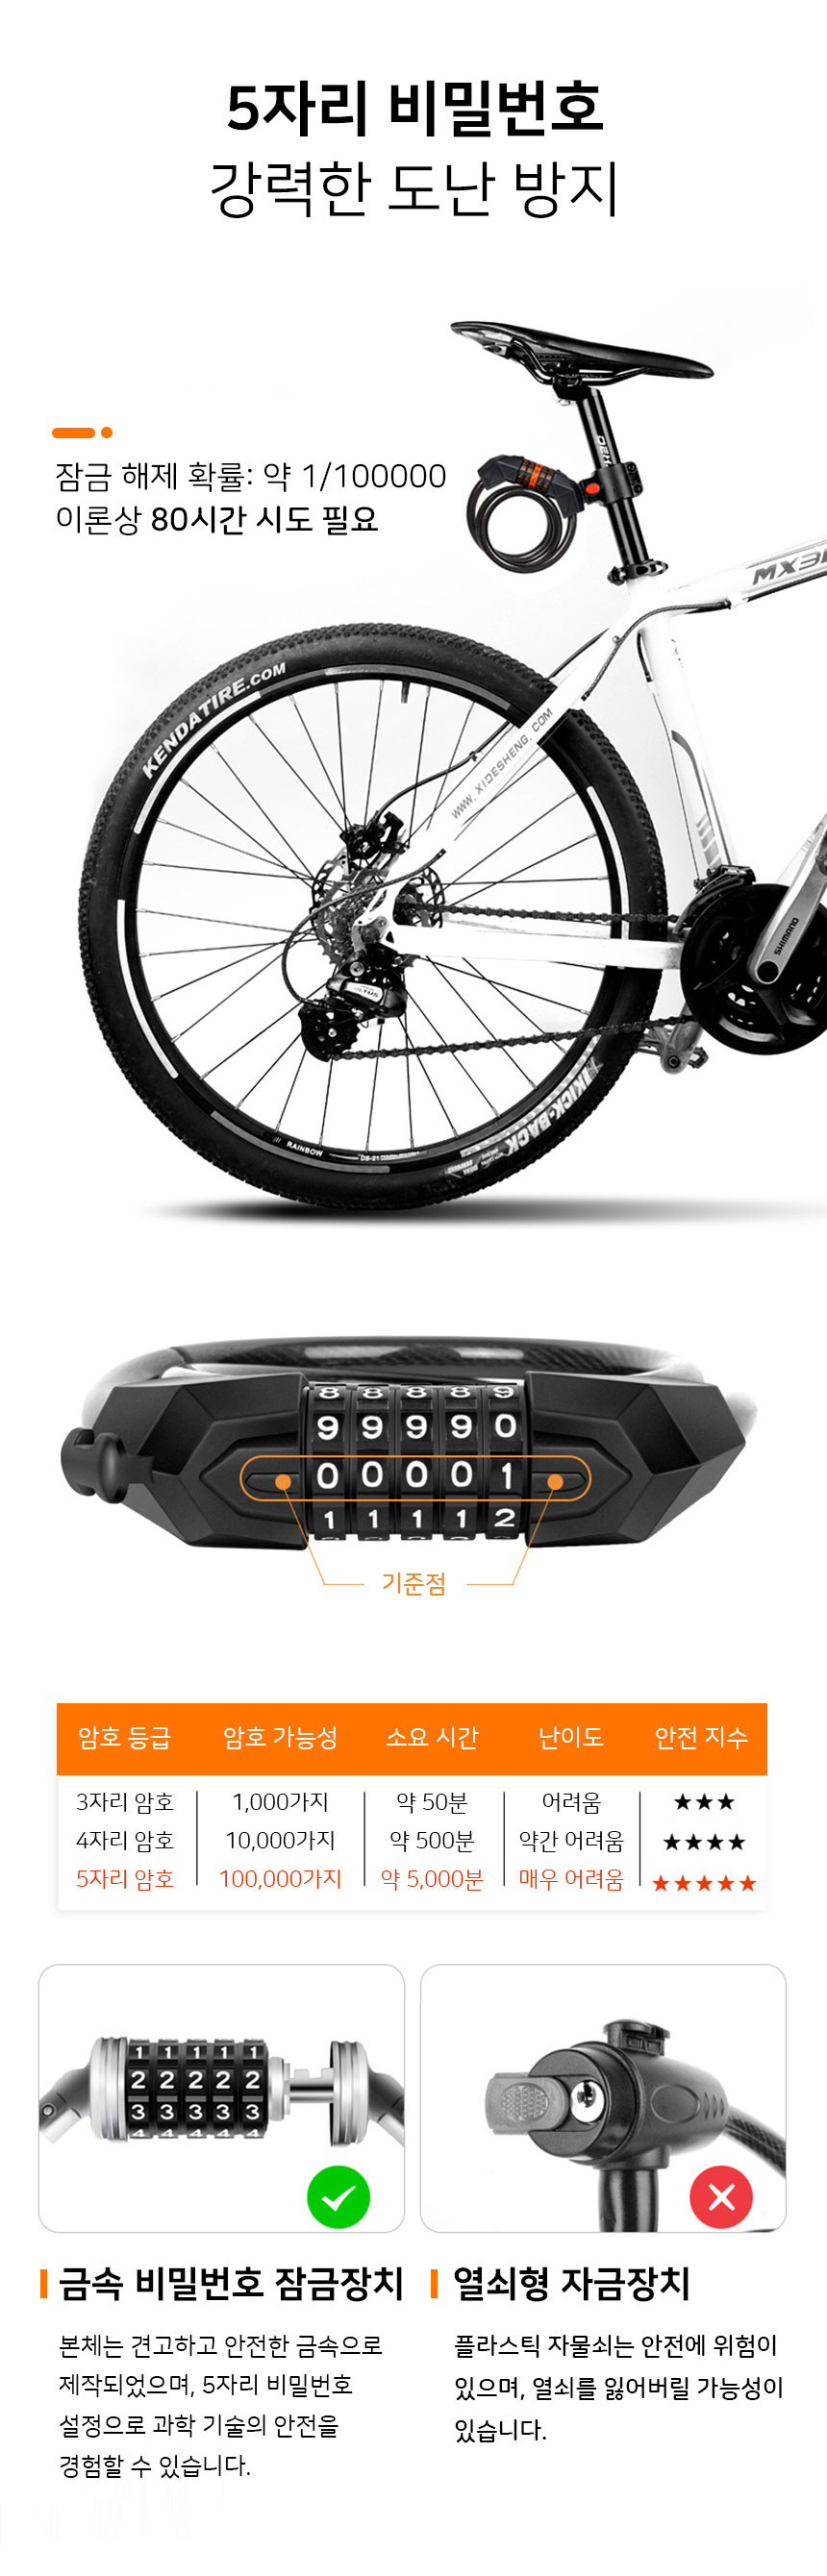 5자리 비밀번호
강력한 도난 방지
잠금 해제 확률: 약 1/100000
이론상 80시간 시도 필요
MX3
KENDATIRE.COM
WWW. XIDESHENG. COM
SHIMANO
ALTUS
KICK-BACK
RAINBOW
DS-21
8 8 8 8 9
9 9 9 9 0
0 0 0 0 1
1 1 1 1 2
기준점
암호 등급 암호 가능성 소요 시간 난이도 안전 지수
3자리 암호 1,000가지 약 50분 어려움 ★★★
4자리 암호 10,000가지 약 500분 약간 어려움 ★★★★
5자리 암호 100,000가지 약 5,000분 매우 어려움 ★★★★★
1 1 1 1 1
2 2 2 2 2
3 3 3 3 3
4 4 4 4 4
금속 비밀번호 잠금장치
본체는 견고하고 안전한 금속으로
제작되었으며, 5자리 비밀번호
설정으로 과학 기술의 안전을
경험할 수 있습니다.
열쇠형 자금장치
플라스틱 자물쇠는 안전에 위험이
있으며, 열쇠를 잃어버릴 가능성이
있습니다.